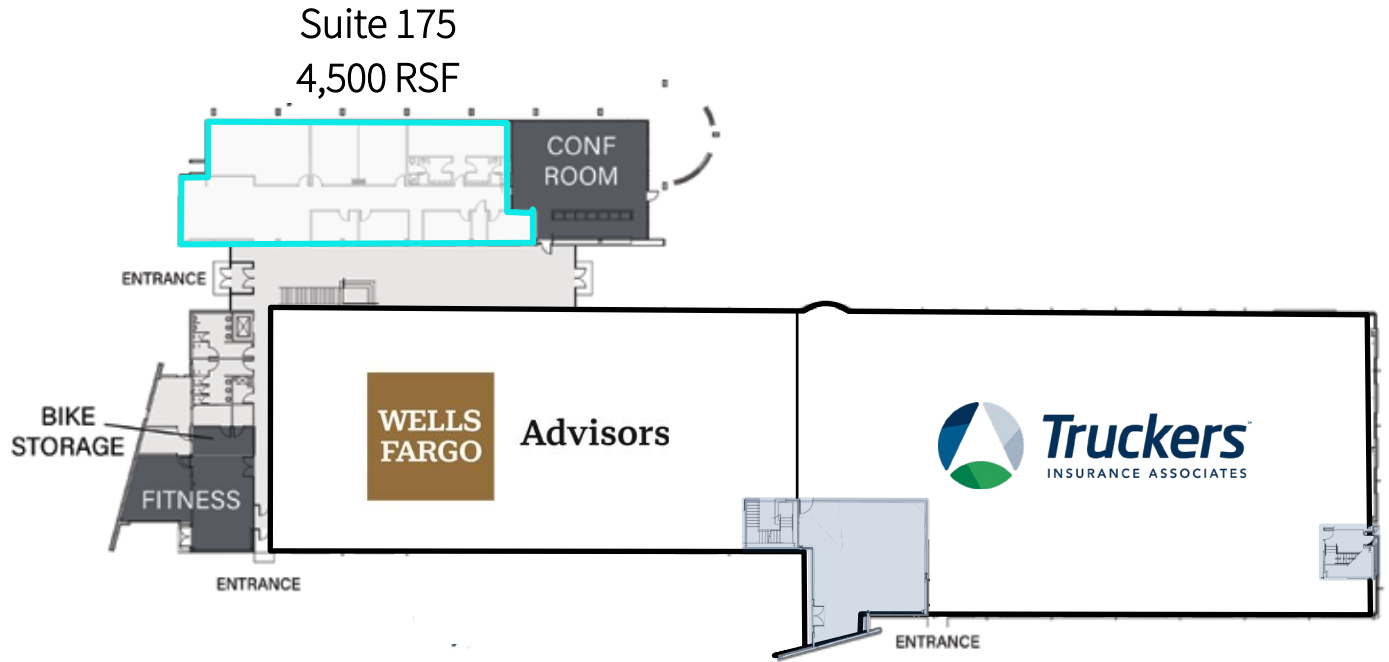 Suite 175
4,500 RSF
CONF
ROOM
ENTRANCE
WELLS
FARGO
Advisors
Truckers
INSURANCE ASSOCIATES
BIKE
STORAGE
FITNESS
ENTRANCE
ENTRANCE